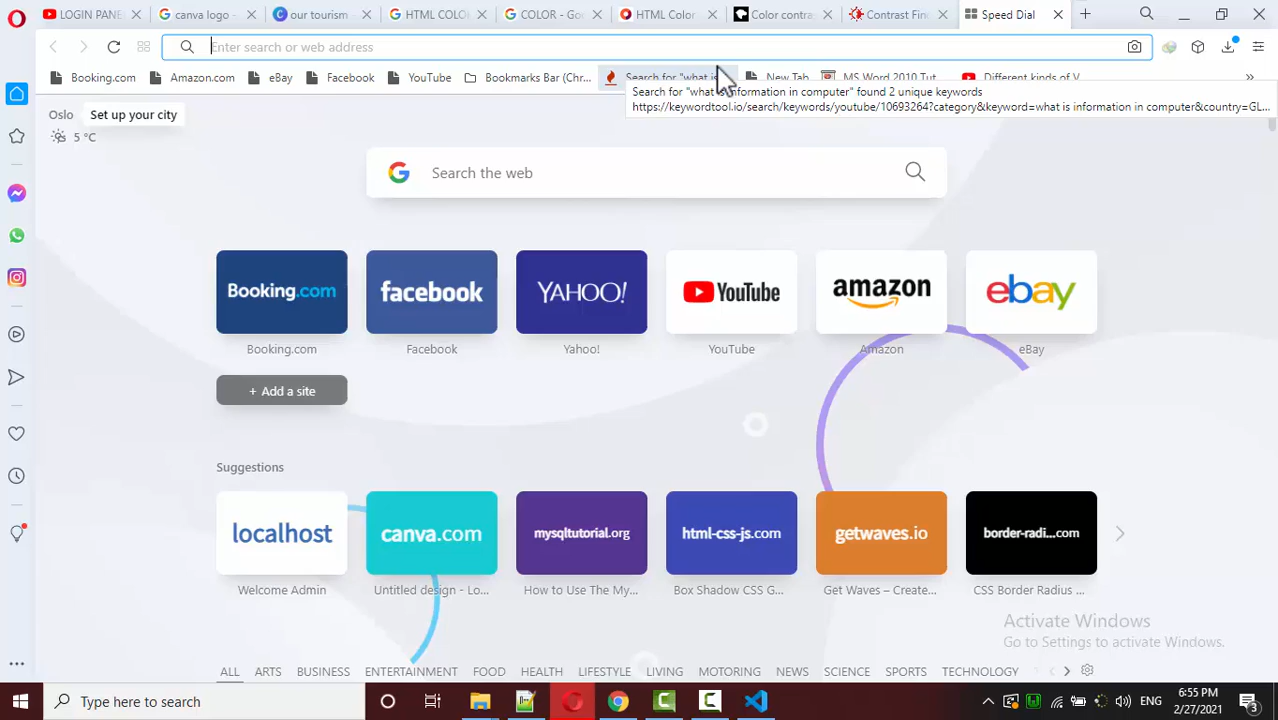 LOGIN PANE
canva logo -
our tourism -
HTML COLO
COLOR - Goo
HTML Color
Color contra
Contrast Fin
Speed Dial
Enter search or web address
Booking.com
Amazon.com
eBay
Facebook
YouTube
Bookmarks Bar (Chr...
Search for "what is
New Tab
MS Word 2010 Tut...
Different kinds of V...
»
Search for "what is information in computer" found 2 unique keywords
https://keywordtool.io/search/keywords/youtube/10693264?category&keyword=what is information in computer&country=GL...
Oslo
Set up your city
5 °C
Search the web
Booking.com
facebook
YAHOO!
YouTube
amazon
ebay
Booking.com
Facebook
Yahoo!
YouTube
Amazon
eBay
+ Add a site
Suggestions
localhost
canva.com
mysqltutorial.org
html-css-js.com
getwaves.io
border-radi...com
Welcome Admin
Untitled design - Lo...
How to Use The My...
Box Shadow CSS G...
Get Waves – Create...
CSS Border Radius ...
Activate Windows
Go to Settings to activate Windows.
ALL
ARTS
BUSINESS
ENTERTAINMENT
FOOD
HEALTH
LIFESTYLE
LIVING
MOTORING
NEWS
SCIENCE
SPORTS
TECHNOLOGY
Type here to search
ENG
6:55 PM
2/27/2021
3